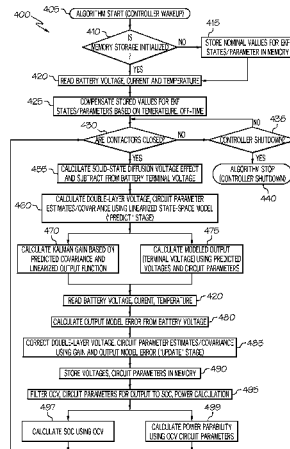 400
405
ALGORITHM START (CONTROLLER WAKEUP)
410
IS
MEMORY STORAGE INITIALIZED
?
NO
415
STORE NOMINAL VALUES FOR EKF
STATES/PARAMETERS IN MEMORY
YES
420
READ BATTERY VOLTAGE, CURRENT AND TEMPERATURE
425
COMPENSATE STORED VALUES FOR EKF
STATES/PARAMETERS BASED ON TEMPERATURE, OFF-TIME
430
ARE CONTACTORS CLOSED?
NO
435
CONTROLLER SHUTDOWN?
NO
YES
YES
455
CALCULATE SOLID-STATE DIFFUSION VOLTAGE EFFECT
AND SUBTRACT FROM BATTERY TERMINAL VOLTAGE
ALGORITHM STOP
(CONTROLLER SHUTDOWN)
440
460
CALCULATE DOUBLE-LAYER VOLTAGE, CIRCUIT PARAMETER
ESTIMATES/COVARIANCE USING LINEARIZED STATE-SPACE MODEL
("PREDICT" STAGE)
470
475
CALCULATE KALMAN GAIN BASED ON
PREDICTED COVARIANCE AND
LINEARIZED OUTPUT FUNCTION
CALCULATE MODELED OUTPUT
(TERMINAL VOLTAGE) USING PREDICTED
VOLTAGES AND CIRCUIT PARAMETERS
READ BATTERY VOLTAGE, CURRENT, TEMPERATURE
420
CALCULATE OUTPUT MODEL ERROR FROM BATTERY VOLTAGE
480
CORRECT DOUBLE-LAYER VOLTAGE, CIRCUIT PARAMETER ESTIMATES/COVARIANCE
USING GAIN AND OUTPUT MODEL ERROR ("UPDATE" STAGE)
483
STORE VOLTAGES, CIRCUIT PARAMETERS IN MEMORY
490
FILTER OCV, CIRCUIT PARAMETERS FOR OUTPUT TO SOC, POWER CALCULATION
495
497
499
CALCULATE SOC USING OCV
CALCULATE POWER CAPABILITY
USING OCV CIRCUIT PARAMETERS